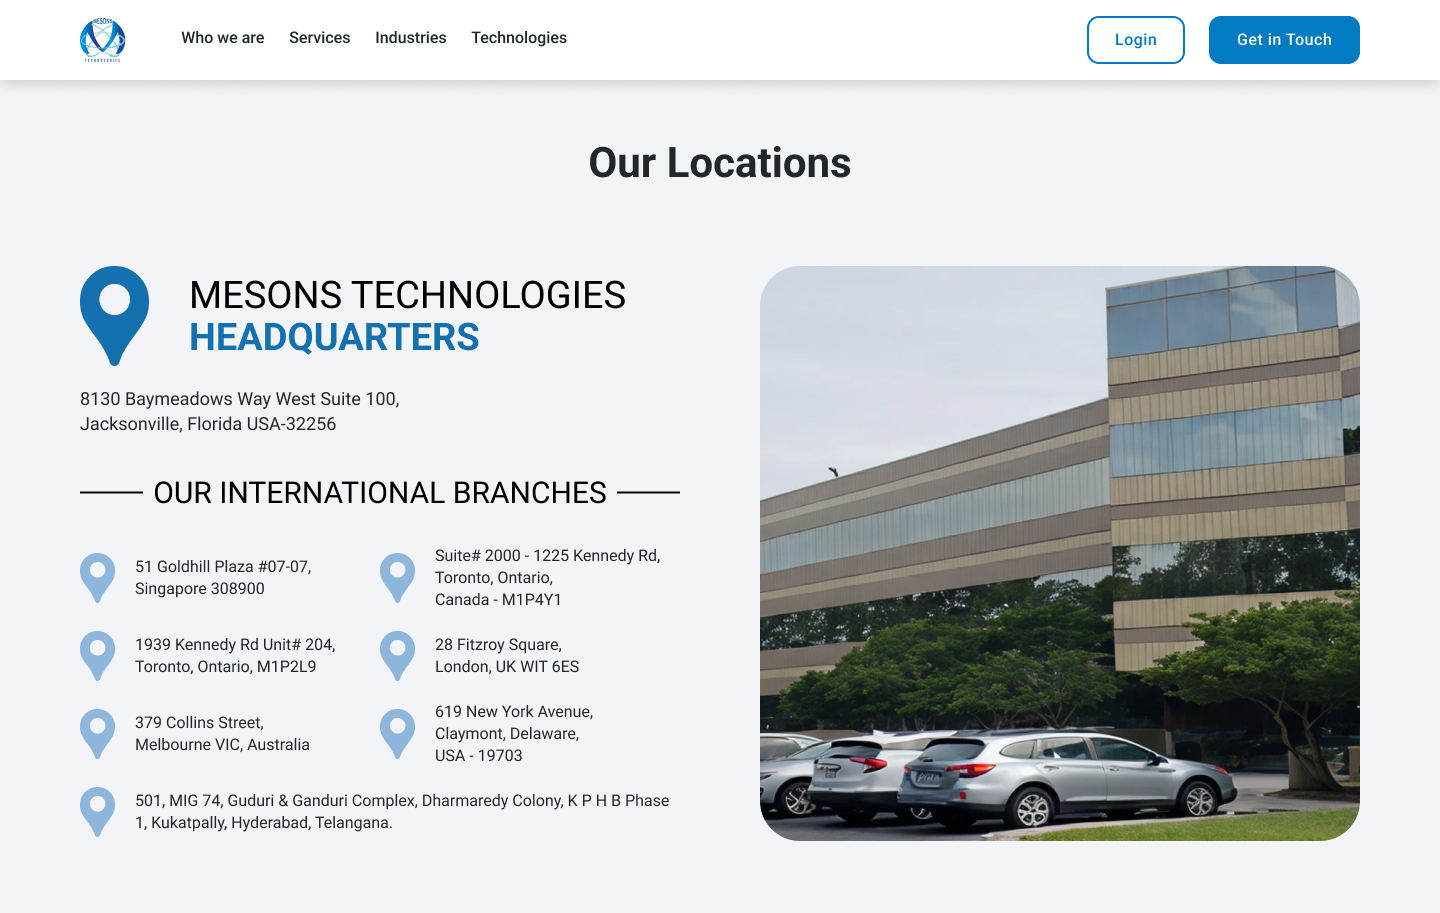 MESONS
TECHNOLOGIES
Who we are
Services
Industries
Technologies
Login
Get in Touch
Our Locations
MESONS TECHNOLOGIES
HEADQUARTERS
8130 Baymeadows Way West Suite 100,
Jacksonville, Florida USA-32256
OUR INTERNATIONAL BRANCHES
51 Goldhill Plaza #07-07,
Singapore 308900
Suite# 2000 - 1225 Kennedy Rd,
Toronto, Ontario,
Canada - M1P4Y1
1939 Kennedy Rd Unit# 204,
Toronto, Ontario, M1P2L9
28 Fitzroy Square,
London, UK WIT 6ES
379 Collins Street,
Melbourne VIC, Australia
619 New York Avenue,
Claymont, Delaware,
USA - 19703
501, MIG 74, Guduri & Ganduri Complex, Dharmaredy Colony, K P H B Phase
1, Kukatpally, Hyderabad, Telangana.